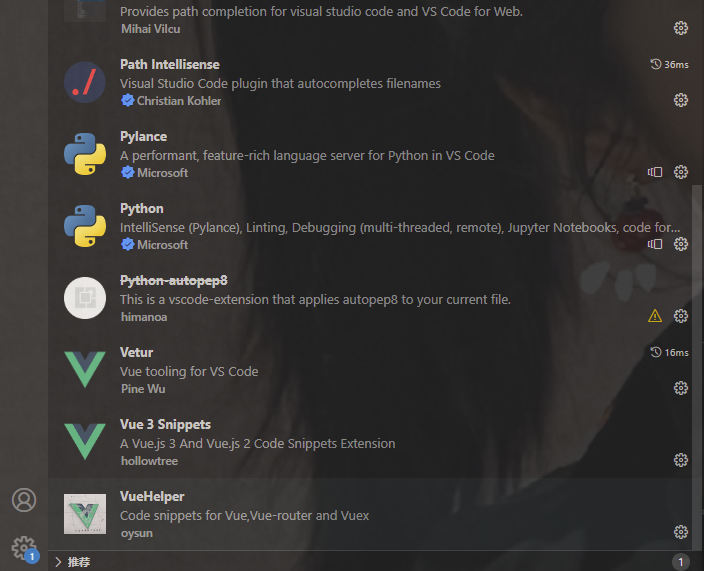 Provides path completion for visual studio code and VS Code for Web.
Mihai Vilcu
Path Intellisense
36ms
Visual Studio Code plugin that autocompletes filenames
Christian Kohler
Pylance
A performant, feature-rich language server for Python in VS Code
Microsoft
Python
IntelliSense (Pylance), Linting, Debugging (multi-threaded, remote), Jupyter Notebooks, code for...
Microsoft
Python-autopep8
This is a vscode-extension that applies autopep8 to your current file.
himanoa
Vetur
16ms
Vue tooling for VS Code
Pine Wu
Vue 3 Snippets
A Vue.js 3 And Vue.js 2 Code Snippets Extension
hollowtree
VueHelper
Code snippets for Vue,Vue-router and Vuex
oysun
1
推荐
1